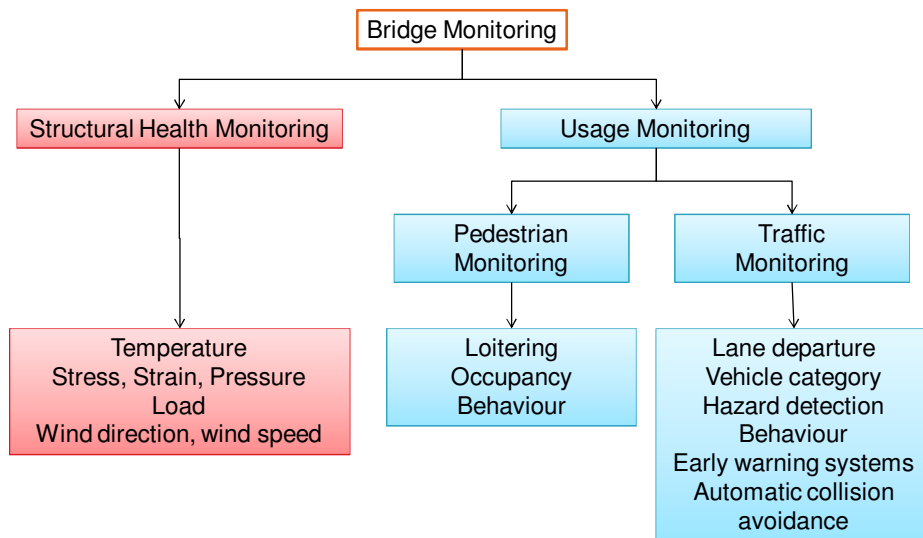 Bridge Monitoring
Structural Health Monitoring
Usage Monitoring
Pedestrian
Monitoring
Traffic
Monitoring
Temperature
Stress, Strain, Pressure
Load
Wind direction, wind speed
Loitering
Occupancy
Behaviour
Lane departure
Vehicle category
Hazard detection
Behaviour
Early warning systems
Automatic collision
avoidance